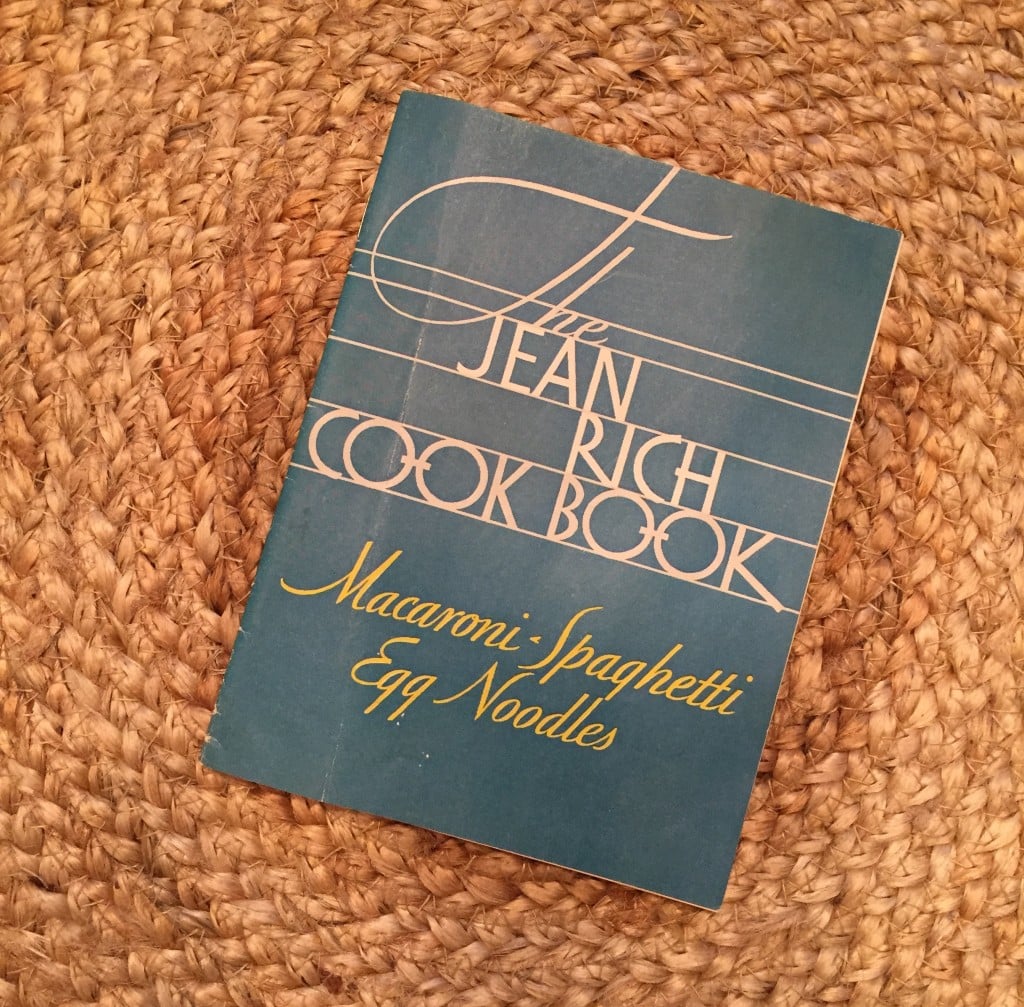 The
JEAN
RICH
COOK BOOK
Macaroni-Spaghetti
Egg Noodles